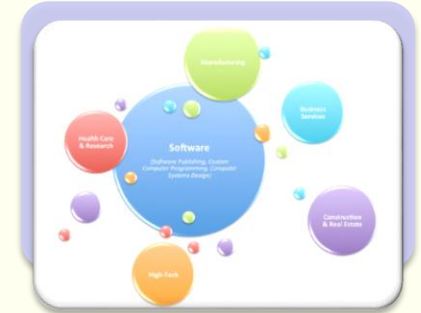 Manufacturing
Business
Services
Health Care
& Research
Software
(Software Publishing, Custom
Computer Programming, Computer
Systems Design)
Construction
& Real Estate
High-Tech